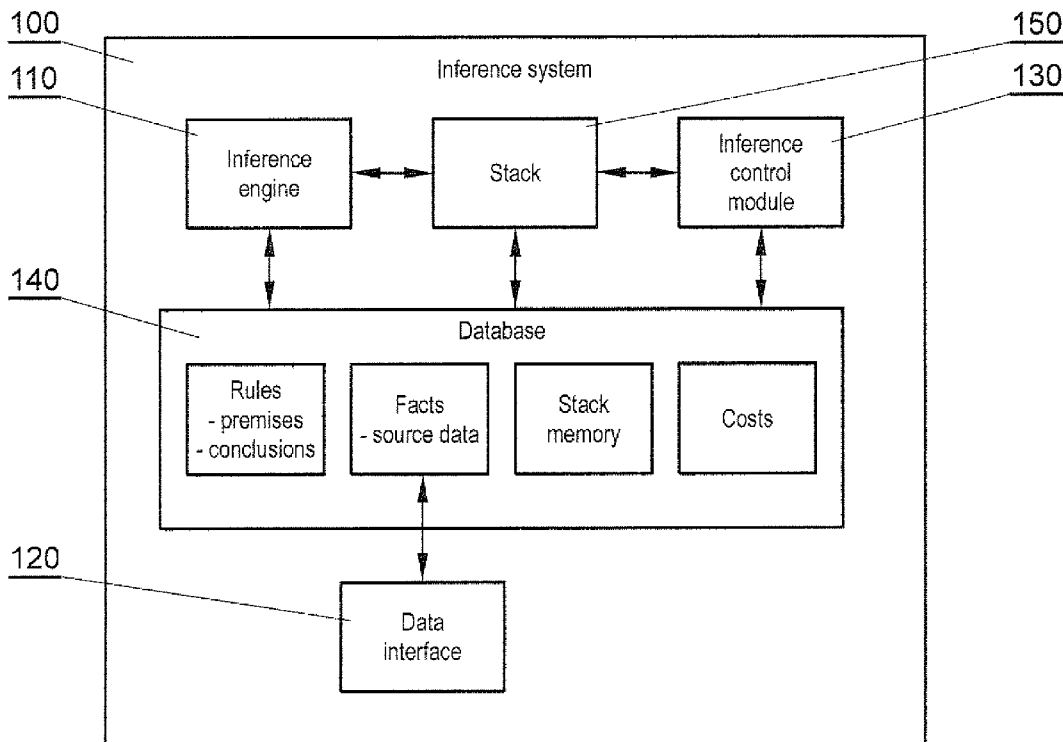 100
150
Inference system
110
130
Inference
engine
Stack
Inference
control
module
140
Database
Rules
- premises
- conclusions
Facts
- source data
Stack
memory
Costs
120
Data
interface